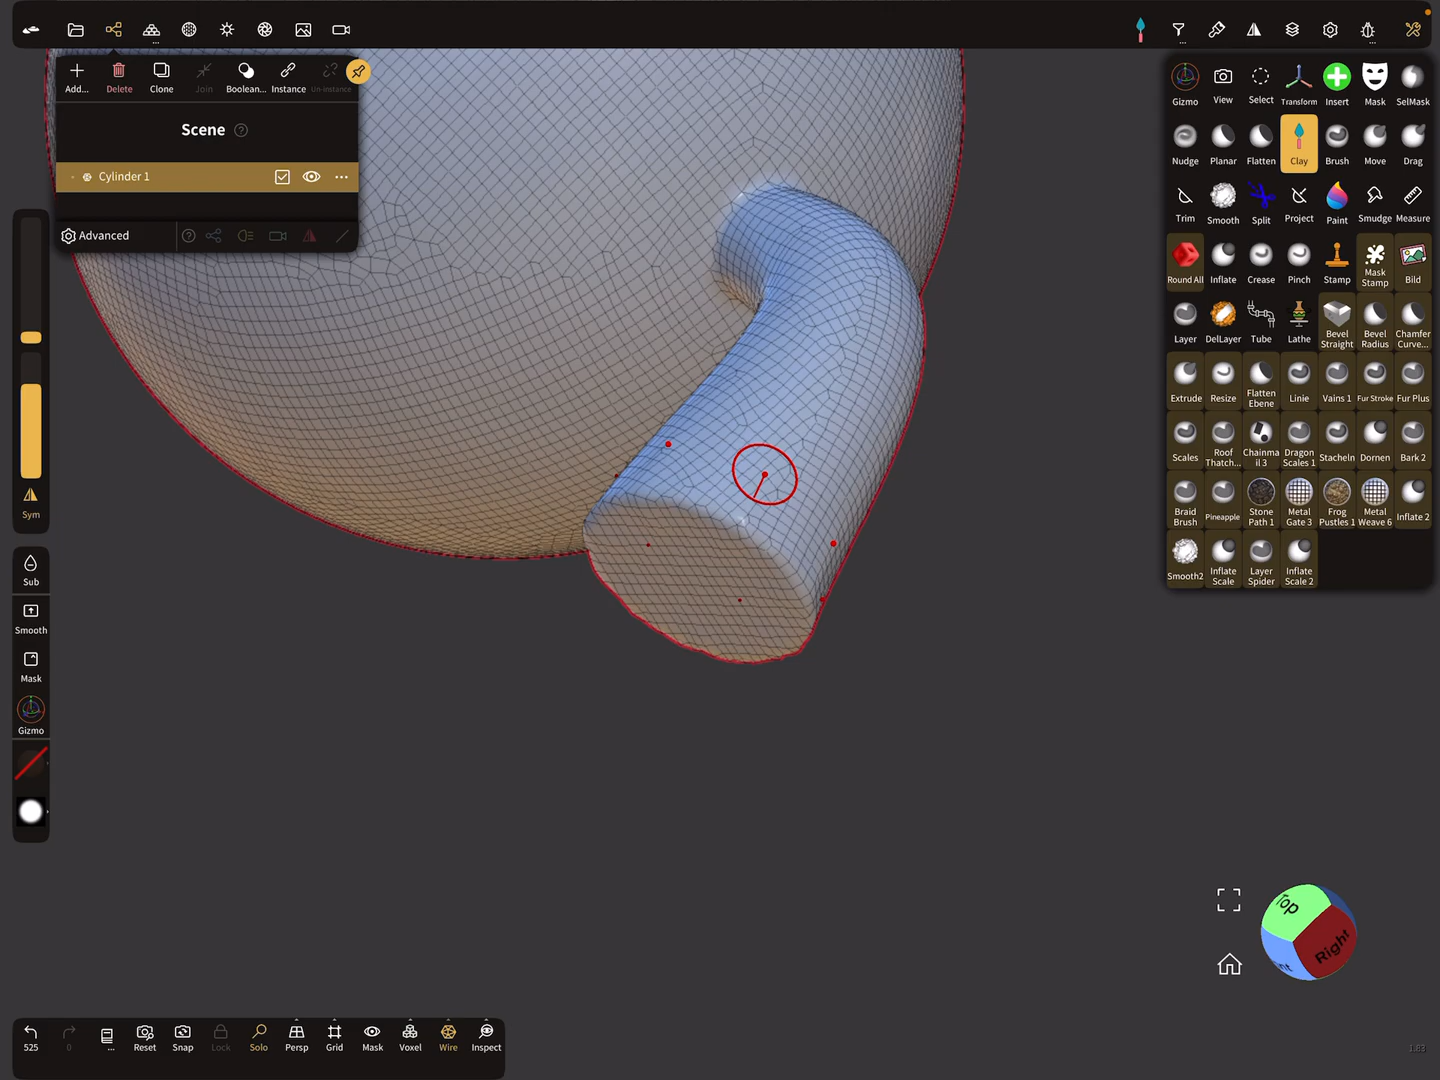 Add...
Delete
Clone
Join
Boolean...
Instance
Un-instance
Scene
Cylinder 1
Advanced
Sym
Sub
Smooth
Mask
Gizmo
Gizmo
View
Select
Transform
Insert
Mask
SelMask
Nudge
Planar
Flatten
Clay
Brush
Move
Drag
Trim
Smooth
Split
Project
Paint
Smudge
Measure
Round All
Inflate
Crease
Pinch
Stamp
Mask
Stamp
Bild
Layer
DelLayer
Tube
Lathe
Bevel
Straight
Bevel
Radius
Chamfer
Curve...
Extrude
Resize
Flatten
Ebene
Linie
Vains 1
Fur Stroke
Fur Plus
Scales
Roof
Thatch...
Chainma
il 3
Dragon
Scales 1
Stacheln
Dornen
Bark 2
Braid
Brush
Pineapple
Stone
Path 1
Metal
Gate 3
Frog
Pustles 1
Metal
Weave 6
Inflate 2
Smooth2
Inflate
Scale
Layer
Spider
Inflate
Scale 2
Top
Right
nt
525
0
...
Reset
Snap
Lock
Solo
Persp
Grid
Mask
Voxel
Wire
Inspect
1.83